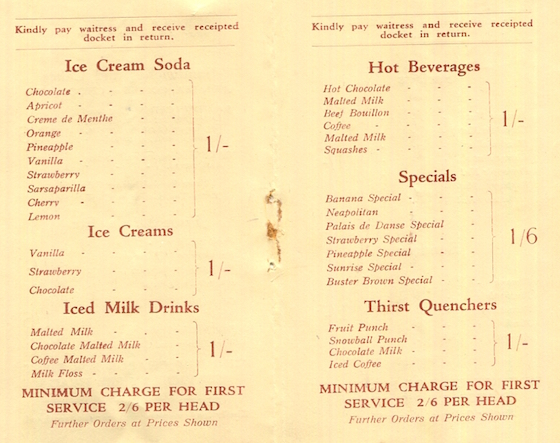 Kindly pay waitress and receive receipted
docket in return.
Ice Cream Soda
Chocolate
Apricot
Creme de Menthe
Orange
Pineapple
Vanilla
Strawberry
Sarsaparilla
Cherry
Lemon
1/-
Ice Creams
Vanilla
Strawberry
Chocolate
1/-
Iced Milk Drinks
Malted Milk
Chocolate Malted Milk
Coffee Malted Milk
Milk Floss
1/-
MINIMUM CHARGE FOR FIRST
SERVICE 2/6 PER HEAD
Further Orders at Prices Shown
Kindly pay waitress and receive receipted
docket in return.
Hot Beverages
Hot Chocolate
Malted Milk
Beef Bouillon
Coffee
Malted Milk
Squashes
1/-
Specials
Banana Special
Neapolitan
Palais de Danse Special
Strawberry Special
Pineapple Special
Sunrise Special
Buster Brown Special
1/6
Thirst Quenchers
Fruit Punch
Snowball Punch
Chocolate Milk
Iced Coffee
1/-
MINIMUM CHARGE FOR FIRST
SERVICE 2/6 PER HEAD
Further Orders at Prices Shown